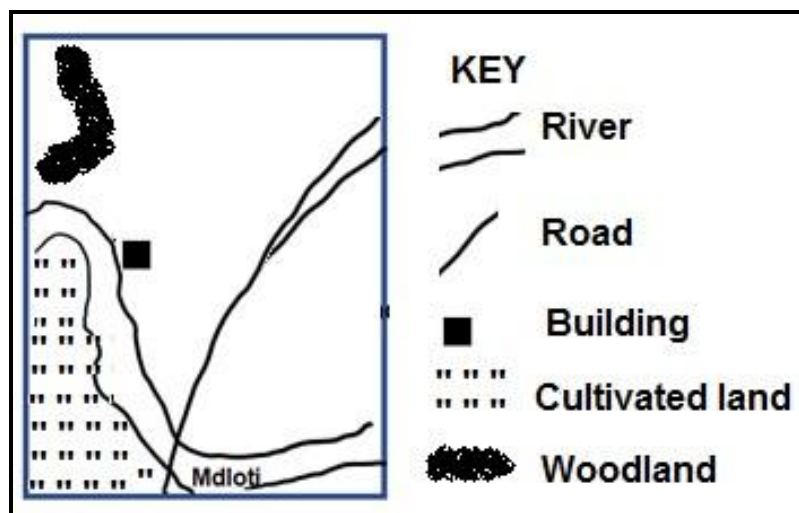 KEY
River
Road
Building
Cultivated land
Woodland
Mdloti